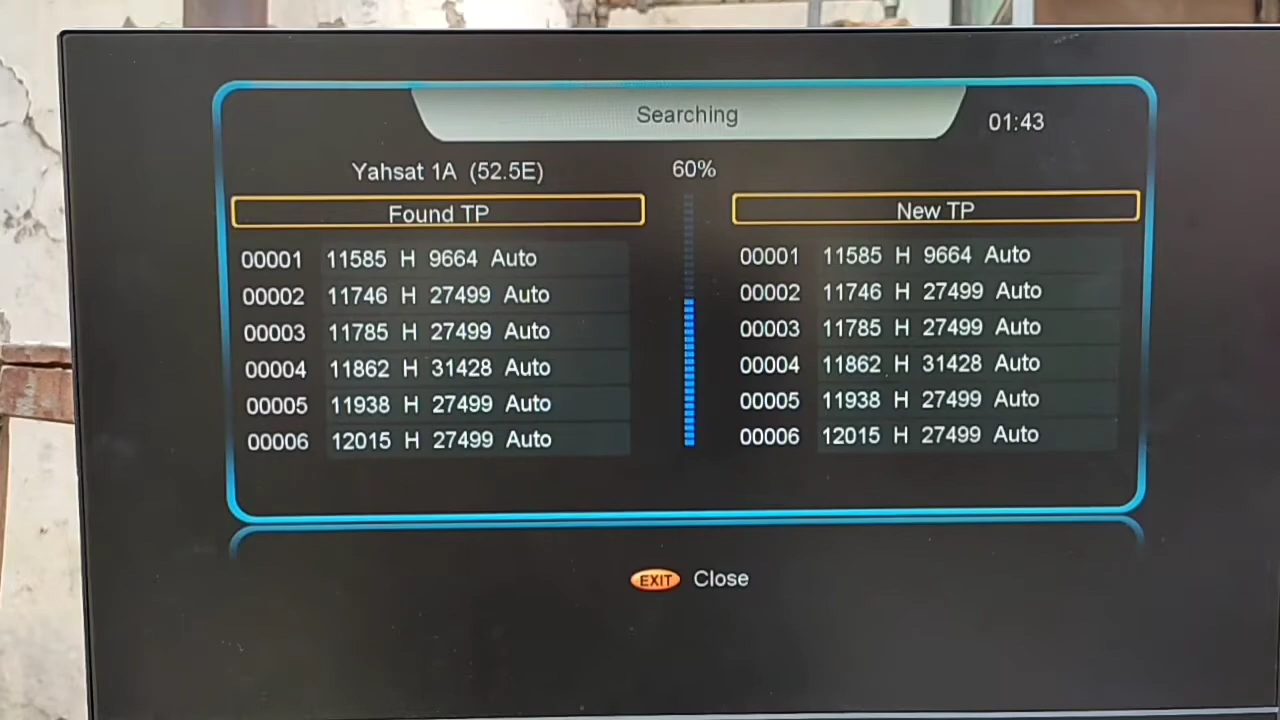 Searching
01:43
Yahsat 1A (52.5E)
60%
Found TP
New TP
00001 11585 H 9664 Auto
00002 11746 H 27499 Auto
00003 11785 H 27499 Auto
00004 11862 H 31428 Auto
00005 11938 H 27499 Auto
00006 12015 H 27499 Auto
00001 11585 H 9664 Auto
00002 11746 H 27499 Auto
00003 11785 H 27499 Auto
00004 11862 H 31428 Auto
00005 11938 H 27499 Auto
00006 12015 H 27499 Auto
EXIT Close